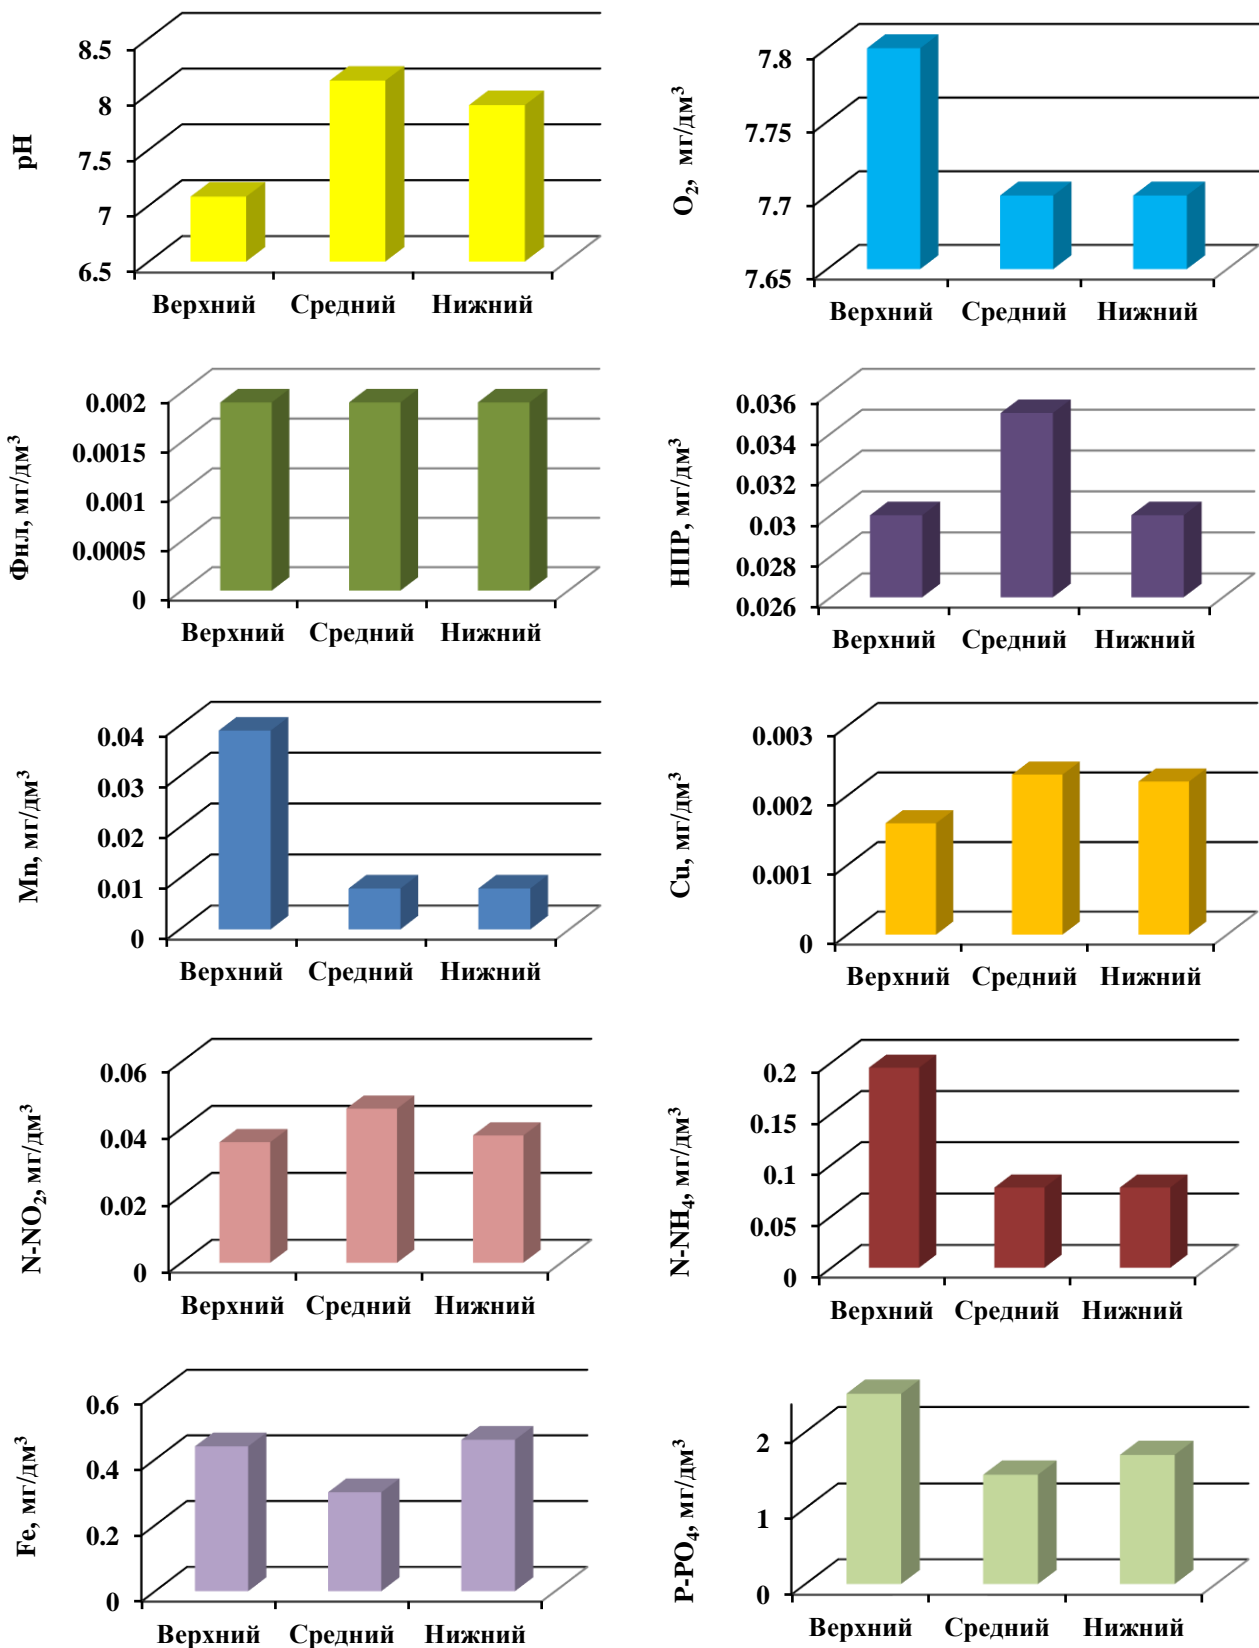 pH
8.5
8
7.5
7
6.5
Верхний Средний Нижний
O₂, мг/дм³
7.8
7.75
7.7
7.65
Верхний Средний Нижний
Фнл, мг/дм³
0.002
0.0015
0.001
0.0005
0
Верхний Средний Нижний
НПР, мг/дм³
0.036
0.034
0.032
0.03
0.028
0.026
Верхний Средний Нижний
Mn, мг/дм³
0.04
0.03
0.02
0.01
0
Верхний Средний Нижний
Cu, мг/дм³
0.003
0.002
0.001
0
Верхний Средний Нижний
N-NO₂, мг/дм³
0.06
0.04
0.02
0
Верхний Средний Нижний
N-NH₄, мг/дм³
0.2
0.15
0.1
0.05
0
Верхний Средний Нижний
Fe, мг/дм³
0.6
0.4
0.2
0
Верхний Средний Нижний
P-PO₄, мг/дм³
2
1
0
Верхний Средний Нижний